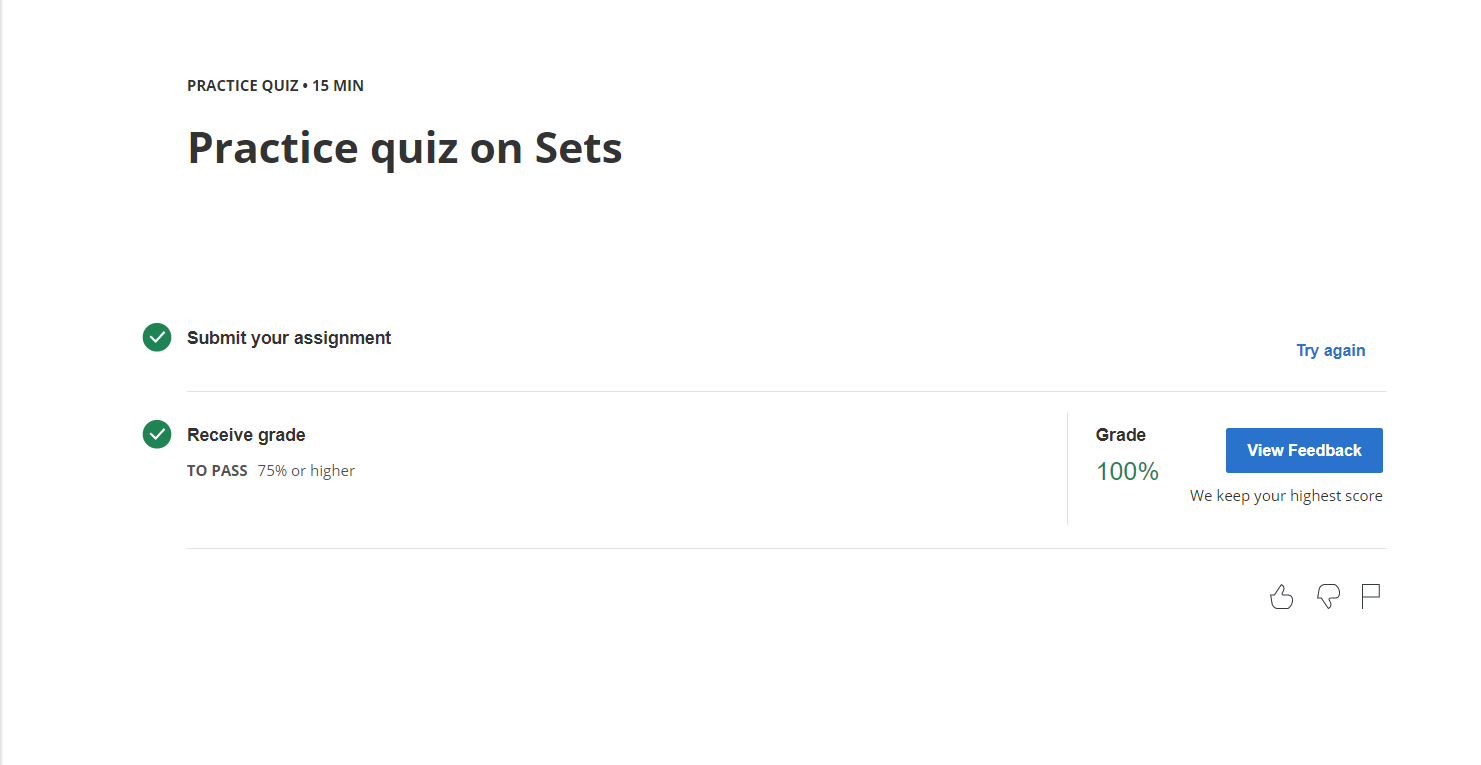 PRACTICE QUIZ • 15 MIN
Practice quiz on Sets
Submit your assignment
Try again
Receive grade
TO PASS 75% or higher
Grade
100%
View Feedback
We keep your highest score